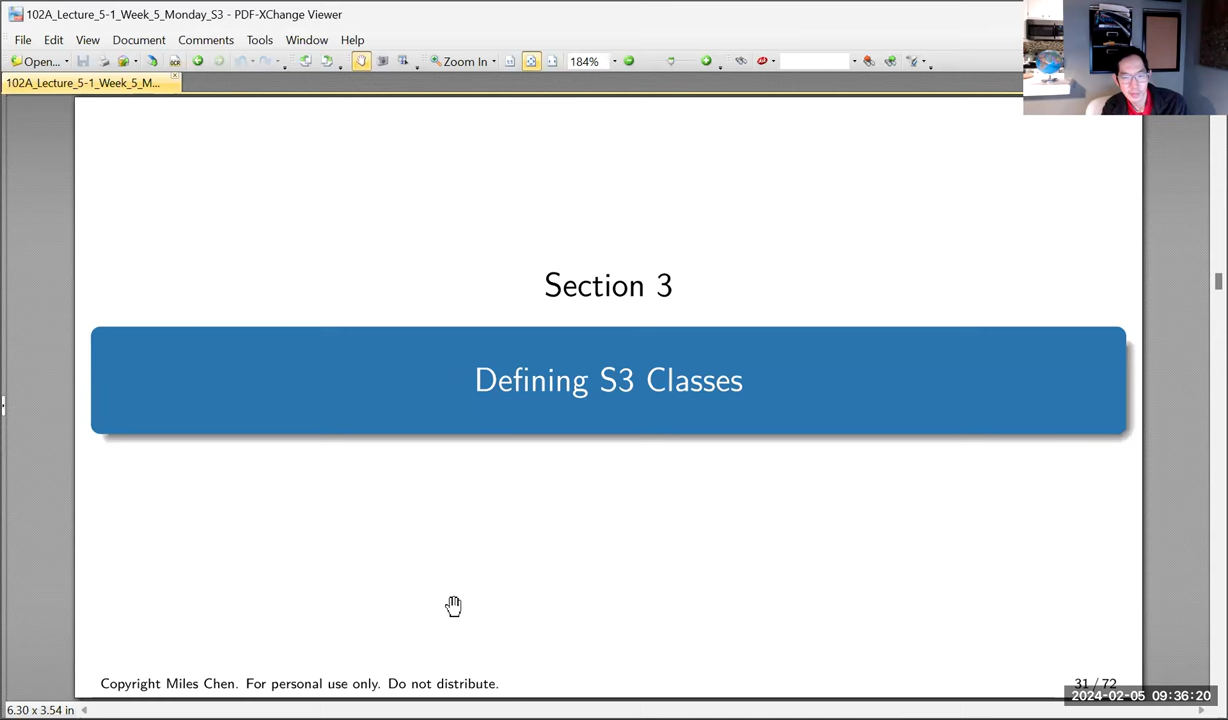 102A_Lecture_5-1_Week_5_Monday_S3 - PDF-XChange Viewer
File Edit View Document Comments Tools Window Help
Open... Zoom In 184%
102A_Lecture_5-1_Week_5_M...
Section 3
Defining S3 Classes
Copyright Miles Chen. For personal use only. Do not distribute.
31 / 72
2024-02-05 09:36:20
6.30 x 3.54 in